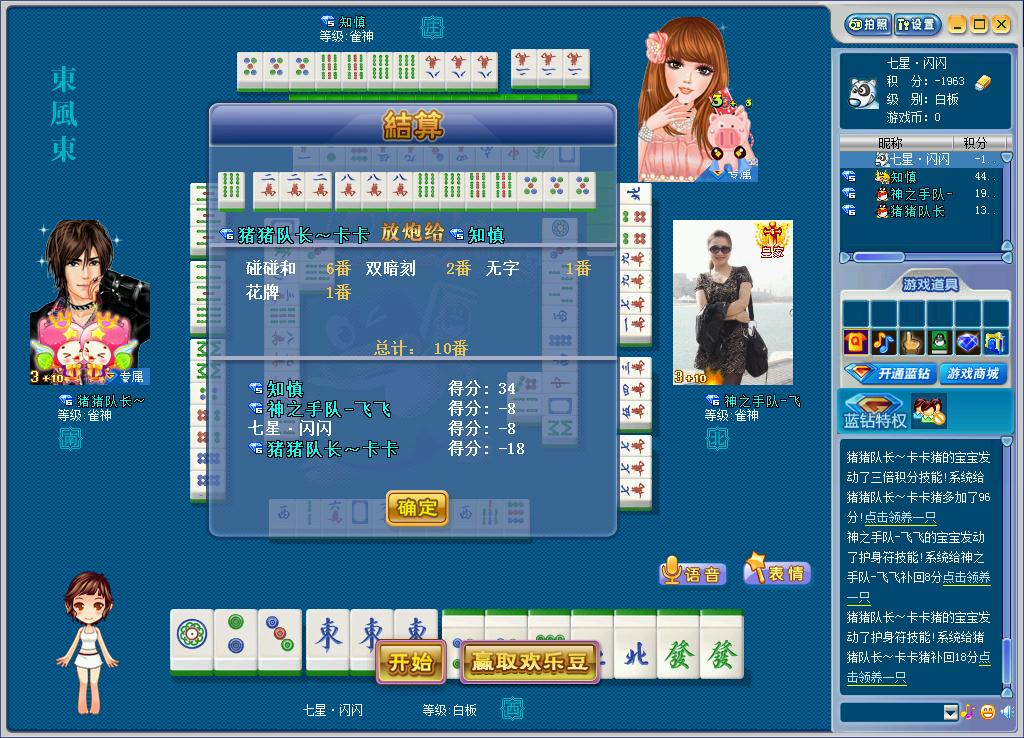 知慎
等级:雀神
東
風
東
结算
猪猪队长~卡卡 放炮给 知慎
碰碰和 6番 双暗刻 2番 无字 1番
花牌 1番
总计: 10番
知慎 得分: 34
神之手队-飞飞 得分: -8
七星·闪闪 得分: -8
猪猪队长~卡卡 得分: -18
确定
3+10 专属
猪猪队长~
等级:雀神
南
专属
皇家
3+10
神之手队-飞
等级:雀神
北
语音
表情
開始
赢取欢乐豆
七星·闪闪 等级:白板 西
拍照 设置
七星·闪闪
积 分: -1963
级 别: 白板
游戏币: 0
昵称 积分
七星·闪闪 -1..
知慎 44..
神之手队- 19..
猪猪队长 13..
游戏道具
开通蓝钻 游戏商城
蓝钻特权
猪猪队长~卡卡猪的宝宝发
动了三倍积分技能!系统给
猪猪队长~卡卡猪多加了96
分!点击领养一只
神之手队-飞飞的宝宝发动
了护身符技能!系统给神之
手队-飞飞补回8分点击领养
一只
猪猪队长~卡卡猪的宝宝发
动了护身符技能!系统给猪
猪队长~卡卡猪补回18分点
击领养一只